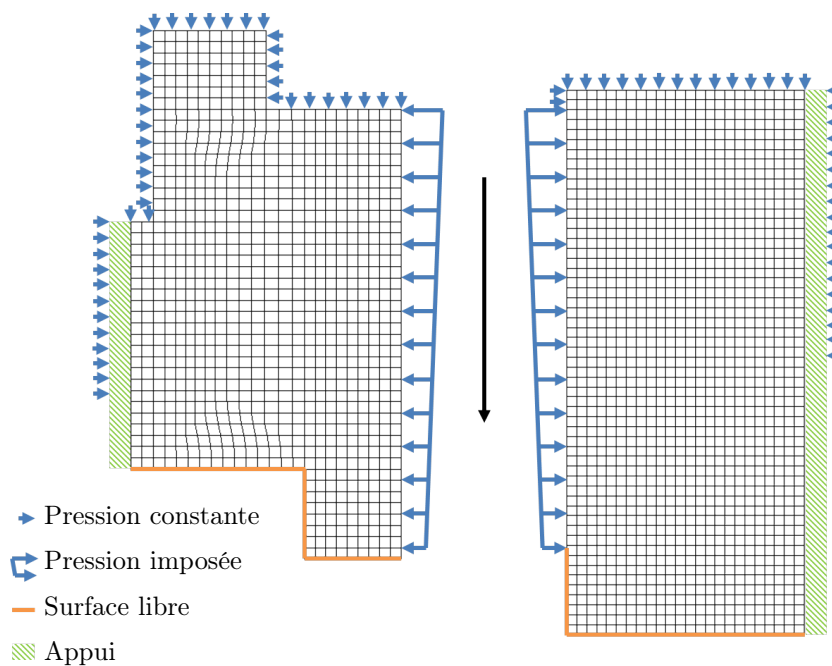 Pression constante
Pression imposée
Surface libre
Appui